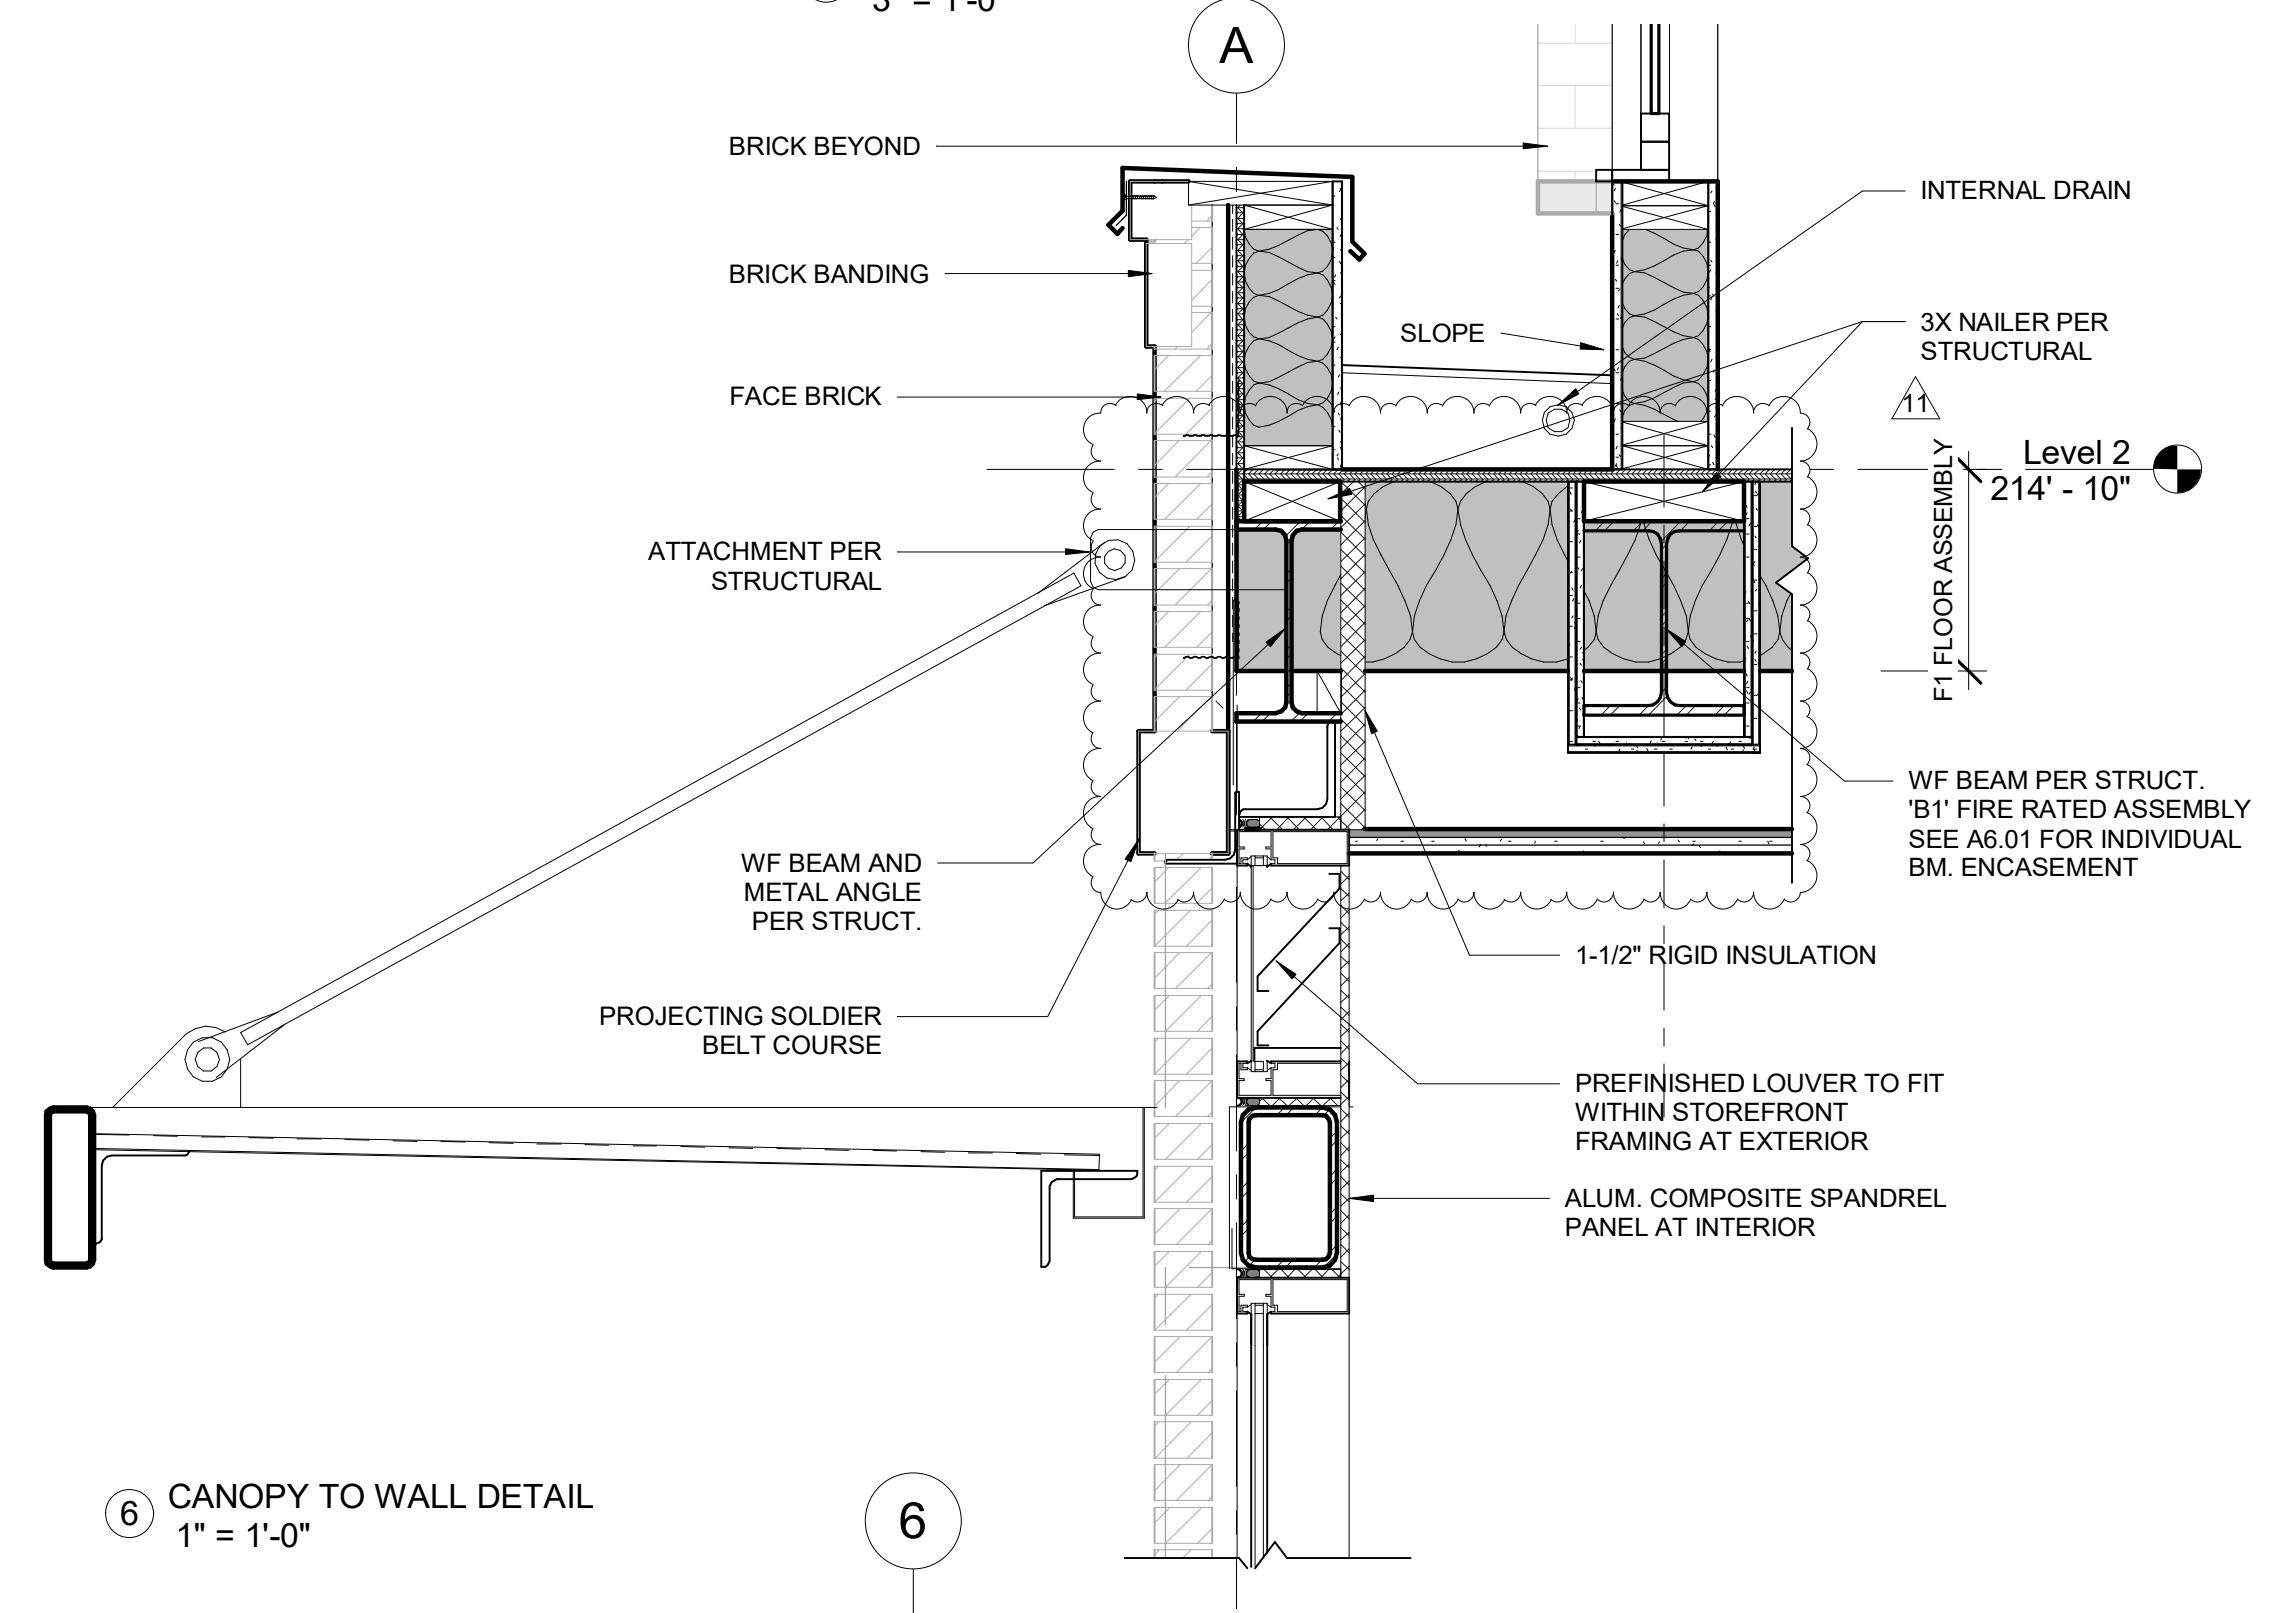 3" = 1'-0"
A
BRICK BEYOND
INTERNAL DRAIN
BRICK BANDING
SLOPE
3X NAILER PER
STRUCTURAL
FACE BRICK
11
Level 2
214' - 10"
F1 FLOOR ASSEMBLY
ATTACHMENT PER
STRUCTURAL
WF BEAM PER STRUCT.
'B1' FIRE RATED ASSEMBLY
SEE A6.01 FOR INDIVIDUAL
BM. ENCASEMENT
WF BEAM AND
METAL ANGLE
PER STRUCT.
1-1/2" RIGID INSULATION
PROJECTING SOLDIER
BELT COURSE
PREFINISHED LOUVER TO FIT
WITHIN STOREFRONT
FRAMING AT EXTERIOR
ALUM. COMPOSITE SPANDREL
PANEL AT INTERIOR
6
CANOPY TO WALL DETAIL
1" = 1'-0"
6